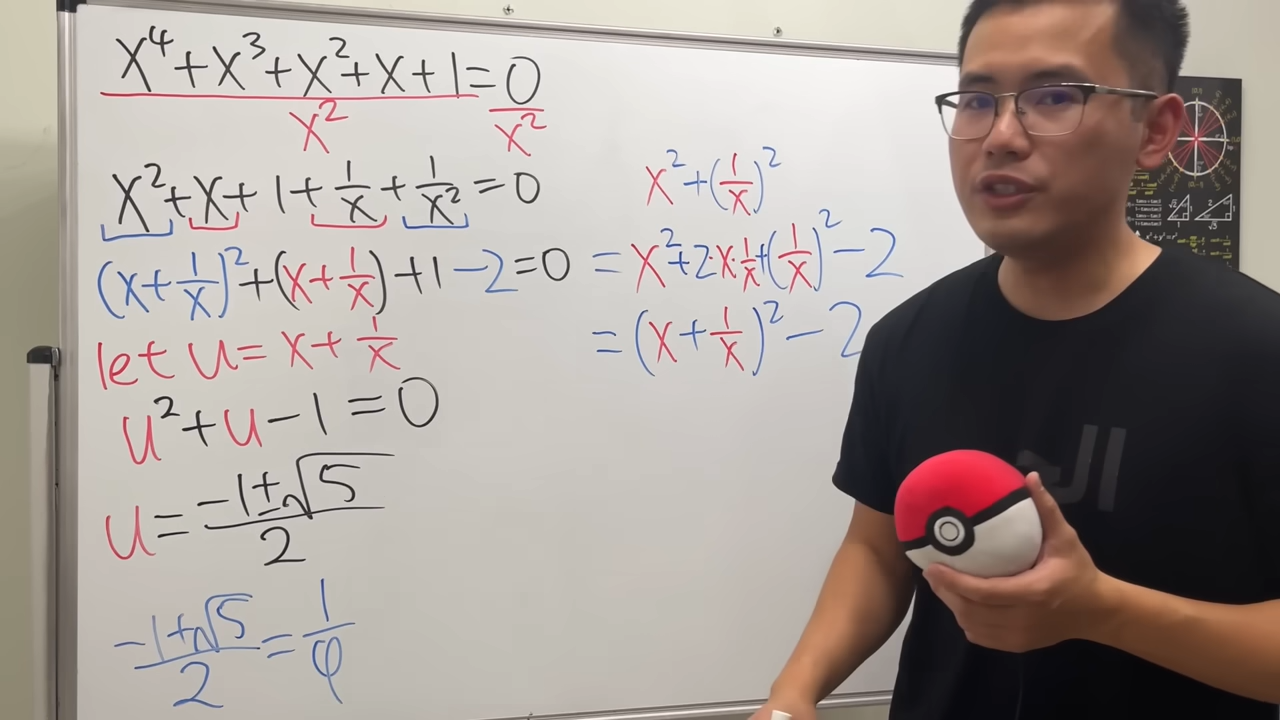 x⁴+x³+x²+x+1=0
x² x²
x²+x+1+1/x+1/x²=0
(x+1/x)²+(x+1/x)+1-2=0
let u=x+1/x
u²+u-1=0
u=(-1±√5)/2
(-1+√5)/2=1/φ
x²+(1/x)²
=x²+2·x·1/x+(1/x)²-2
=(x+1/x)²-2